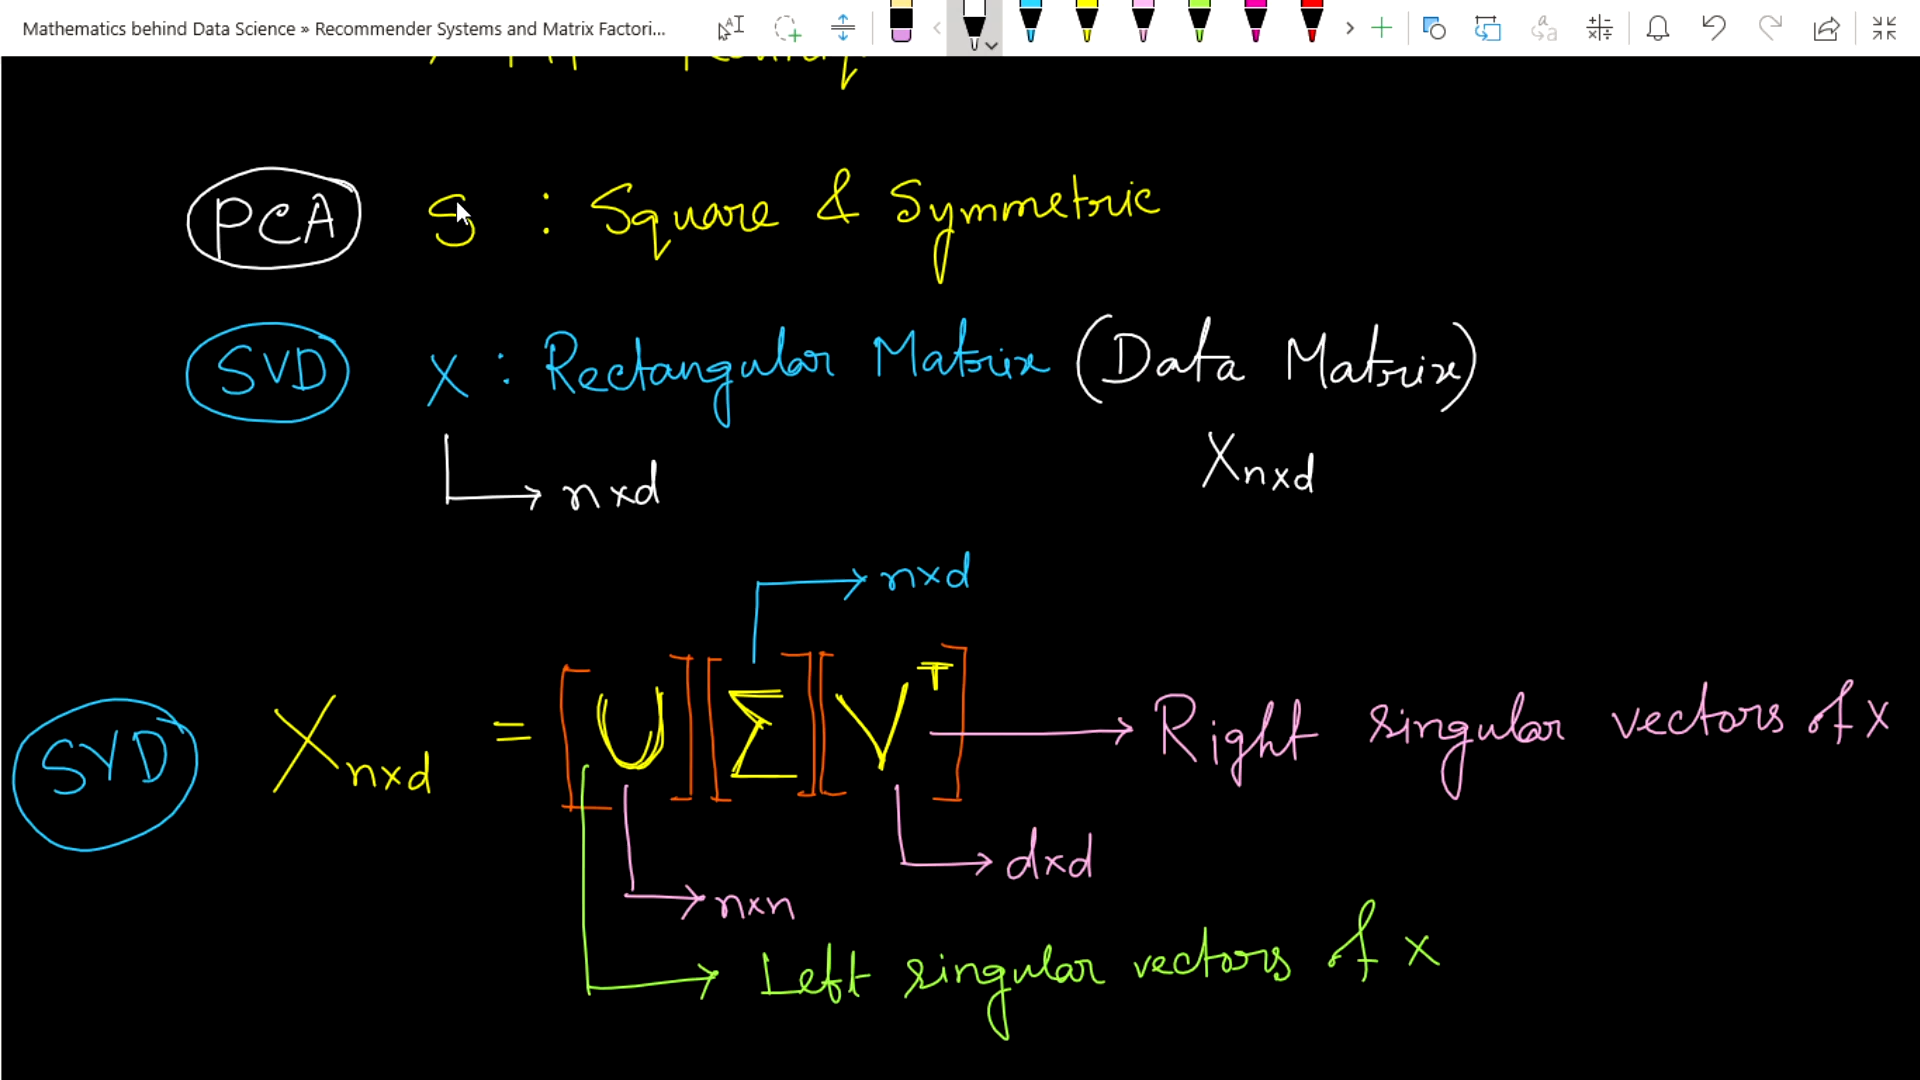 Mathematics behind Data Science » Recommender Systems and Matrix Factori...
PCA S : Square & Symmetric
SVD X : Rectangular Matrix (Data Matrix)
nxd
Xnxd
nxd
SVD Xnxd = [U][Σ][Vᵀ] Right singular vectors of X
dxd
nxn
Left singular vectors of X